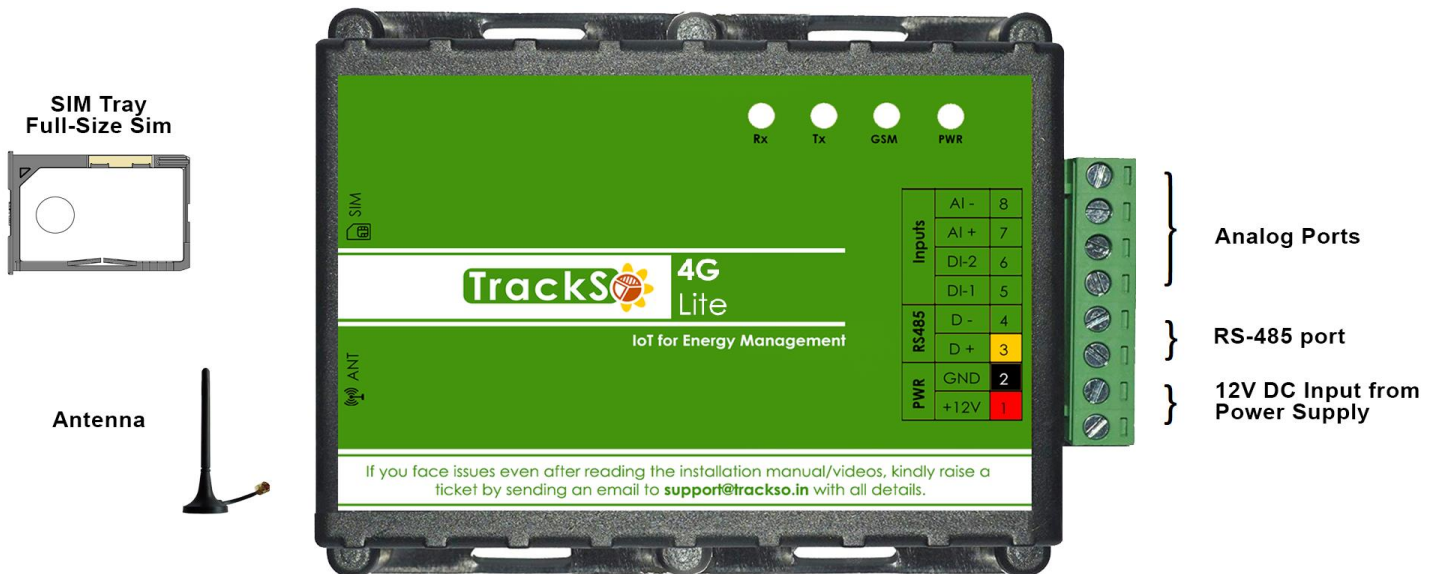 SIM Tray
Full-Size Sim
Antenna
Rx
Tx
GSM
PWR
SIM
ANT
TrackSo
4G
Lite
IoT for Energy Management
Inputs
AI - 8
AI + 7
DI-2 6
DI-1 5
RS485
D - 4
D + 3
PWR
GND 2
+12V 1
If you face issues even after reading the installation manual/videos, kindly raise a
ticket by sending an email to support@trackso.in with all details.
Analog Ports
RS-485 port
12V DC Input from
Power Supply